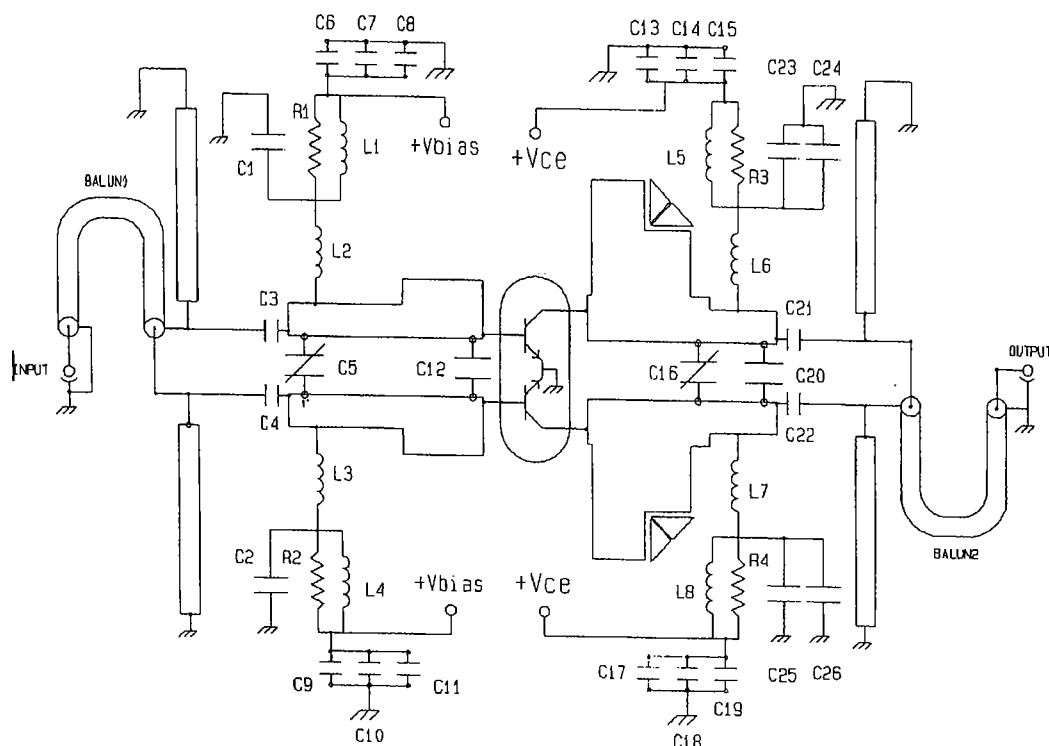 C6 C7 C8
C13 C14 C15
C23 C24
R1
C1
L1
+Vbias
+Vce
L5
R3
BALUN1
L2
L6
C3
C21
INPUT
C5
C12
C16
C20
OUTPUT
C4
C22
L3
L7
C2 R2
L4
+Vbias
+Vce
L8
R4
BALUN2
C9
C11
C17
C25 C26
C10
C19
C18